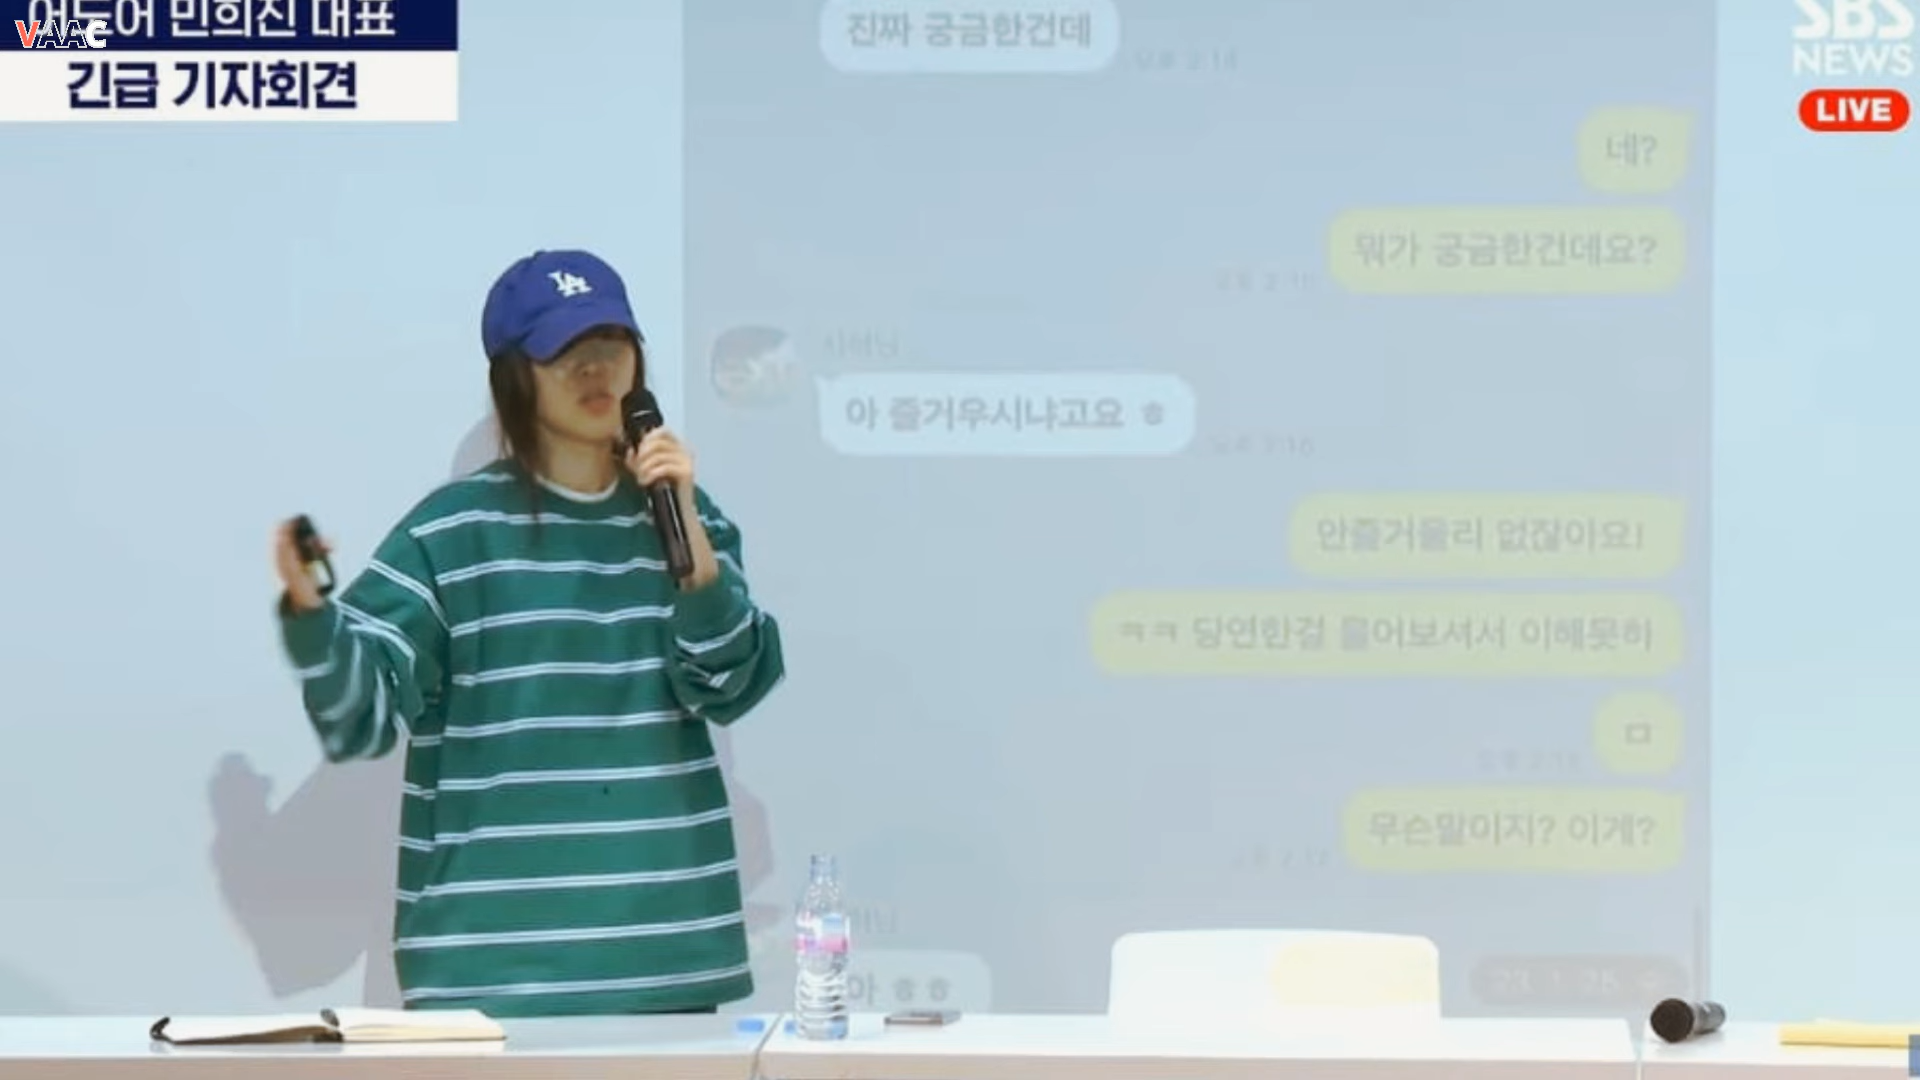 어도어 민희진 대표
VAAC
긴급 기자회견
SBS
NEWS
LIVE
LA
진짜 궁금한건데
네?
뭐가 궁금한건데요?
아 즐거우시냐고요 ㅎ
안즐거울리 없잖아요!
ㅋㅋ 당연한걸 물어보셔서 이해못히
ㅁ
무슨말이지? 이게?
아 ㅎㅎ